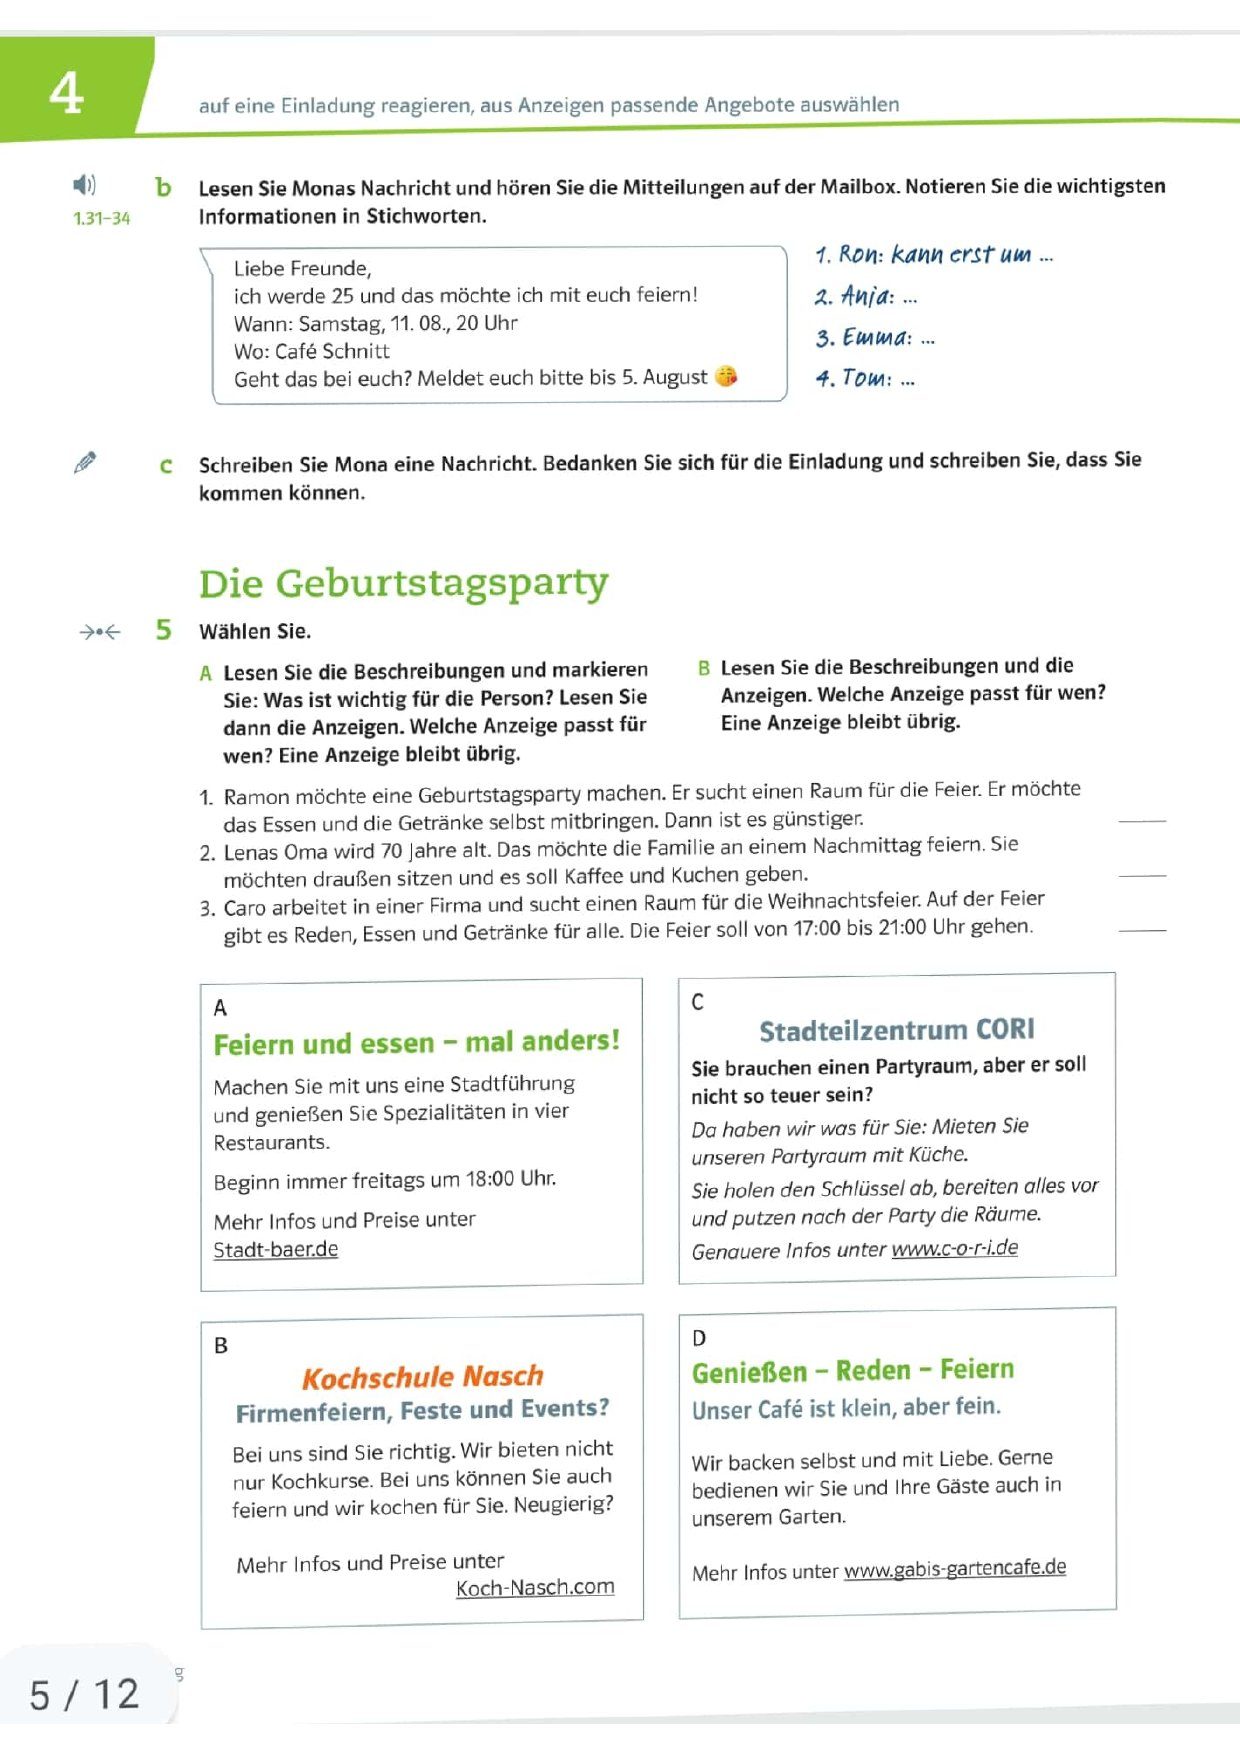 4
auf eine Einladung reagieren, aus Anzeigen passende Angebote auswählen
1.31–34
b Lesen Sie Monas Nachricht und hören Sie die Mitteilungen auf der Mailbox. Notieren Sie die wichtigsten
Informationen in Stichworten.
Liebe Freunde,
ich werde 25 und das möchte ich mit euch feiern!
Wann: Samstag, 11. 08., 20 Uhr
Wo: Café Schnitt
Geht das bei euch? Meldet euch bitte bis 5. August
1. Ron: kann erst um ...
2. Anja: ...
3. Emma: ...
4. Tom: ...
c Schreiben Sie Mona eine Nachricht. Bedanken Sie sich für die Einladung und schreiben Sie, dass Sie
kommen können.
Die Geburtstagsparty
5 Wählen Sie.
A Lesen Sie die Beschreibungen und markieren
Sie: Was ist wichtig für die Person? Lesen Sie
dann die Anzeigen. Welche Anzeige passt für
wen? Eine Anzeige bleibt übrig.
B Lesen Sie die Beschreibungen und die
Anzeigen. Welche Anzeige passt für wen?
Eine Anzeige bleibt übrig.
1. Ramon möchte eine Geburtstagsparty machen. Er sucht einen Raum für die Feier. Er möchte
das Essen und die Getränke selbst mitbringen. Dann ist es günstiger.
2. Lenas Oma wird 70 Jahre alt. Das möchte die Familie an einem Nachmittag feiern. Sie
möchten draußen sitzen und es soll Kaffee und Kuchen geben.
3. Caro arbeitet in einer Firma und sucht einen Raum für die Weihnachtsfeier. Auf der Feier
gibt es Reden, Essen und Getränke für alle. Die Feier soll von 17:00 bis 21:00 Uhr gehen.
A
Feiern und essen – mal anders!
Machen Sie mit uns eine Stadtführung
und genießen Sie Spezialitäten in vier
Restaurants.
Beginn immer freitags um 18:00 Uhr.
Mehr Infos und Preise unter
Stadt-baer.de
C
Stadteilzentrum CORI
Sie brauchen einen Partyraum, aber er soll
nicht so teuer sein?
Da haben wir was für Sie: Mieten Sie
unseren Partyraum mit Küche.
Sie holen den Schlüssel ab, bereiten alles vor
und putzen nach der Party die Räume.
Genauere Infos unter www.c-o-r-i.de
B
Kochschule Nasch
Firmenfeiern, Feste und Events?
Bei uns sind Sie richtig. Wir bieten nicht
nur Kochkurse. Bei uns können Sie auch
feiern und wir kochen für Sie. Neugierig?
Mehr Infos und Preise unter
Koch-Nasch.com
D
Genießen – Reden – Feiern
Unser Café ist klein, aber fein.
Wir backen selbst und mit Liebe. Gerne
bedienen wir Sie und Ihre Gäste auch in
unserem Garten.
Mehr Infos unter www.gabis-gartencafe.de
5 / 12